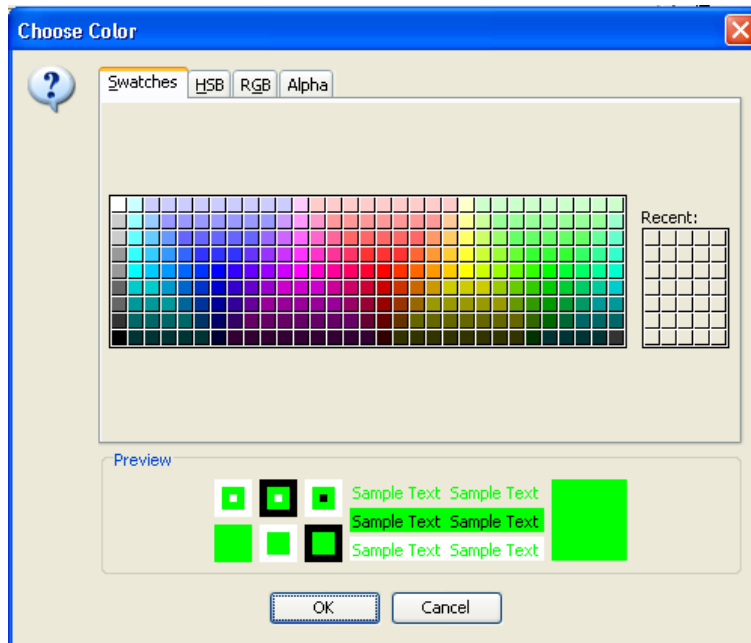 Choose Color
Swatches HSB RGB Alpha
Recent:
Preview
Sample Text Sample Text
Sample Text Sample Text
Sample Text Sample Text
OK Cancel